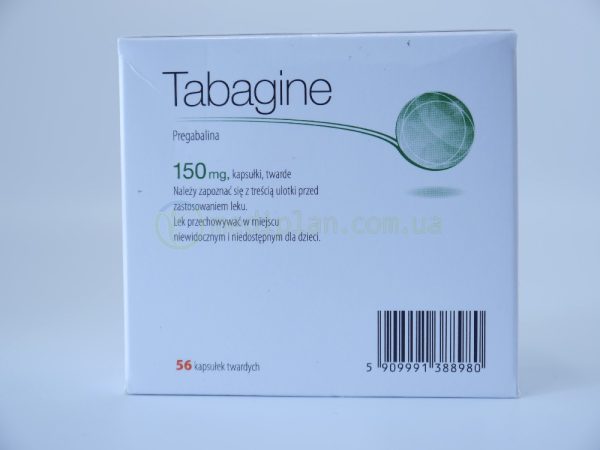 Tabagine
Pregabalina
150 mg, kapsułki, twarde
Należy zapoznać się z treścią ulotki przed
zastosowaniem leku.
Lek przechowywać w miejscu
niewidocznym i niedostępnym dla dzieci.
56 kapsułek twardych
5 909991 388980